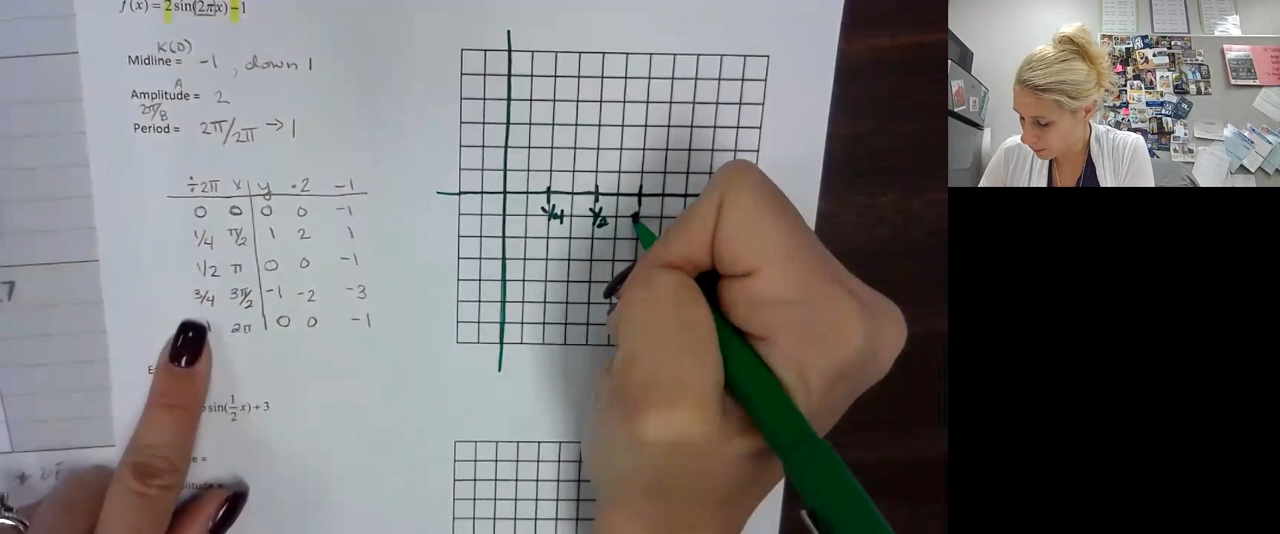 f(x) = 2 sin(2πx) − 1
K(D)
Midline = -1, down 1
A
Amplitude = 2
2π/B
Period = 2π/2π → 1
÷2π x y ·2 -1
0 0 0 0 -1
1/4 π/2 1 2 1
1/2 π 0 0 -1
3/4 3π/2 -1 -2 -3
1 2π 0 0 -1
sin(1/2 x) + 3
1/4 1/2